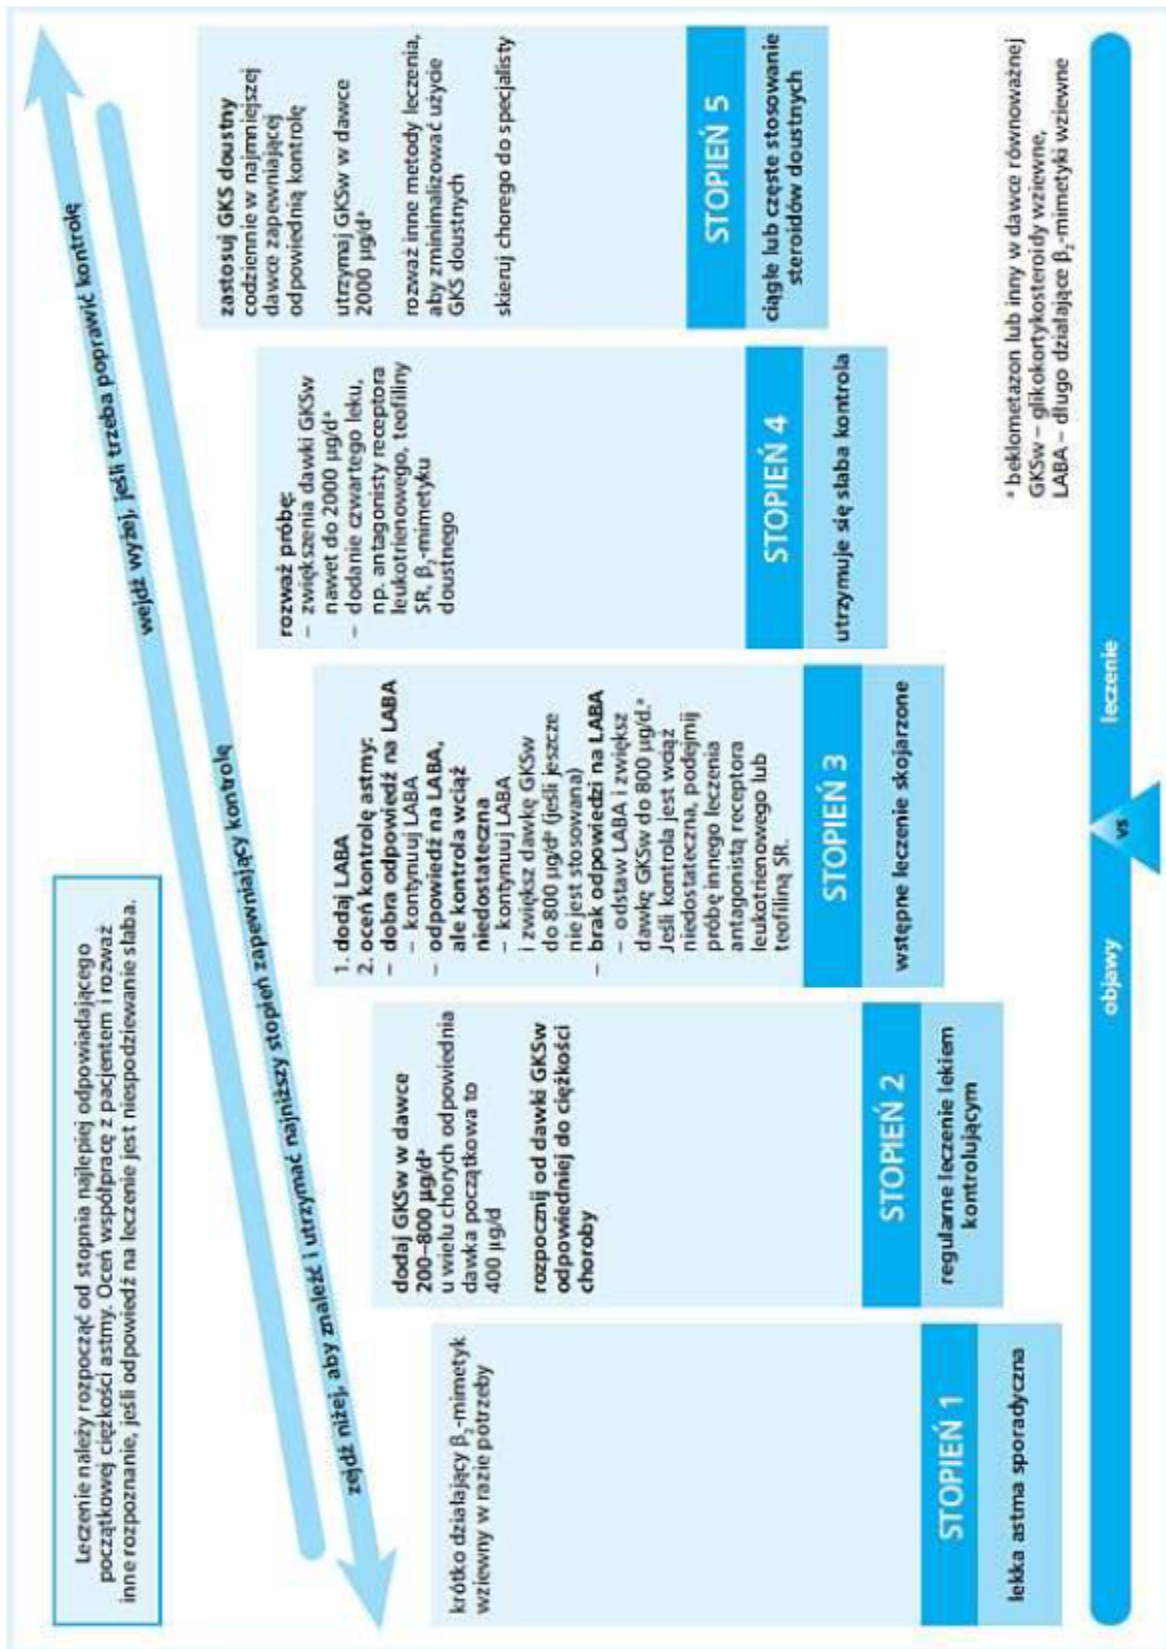 Leczenie należy rozpocząć od stopnia najlepiej odpowiadającego
początkowej ciężkości astmy. Oceń współpracę z pacjentem i rozważ
inne rozpoznanie, jeśli odpowiedź na leczenie jest niespodziewanie słaba.
wejdź wyżej, jeśli trzeba poprawić kontrolę
zejdź niżej, aby znaleźć i utrzymać najniższy stopień zapewniający kontrolę
krótko działający β₂-mimetyk
wziewny w razie potrzeby
STOPIEŃ 1
lekka astma sporadyczna
dodaj GKSw w dawce
200–800 µg/dᵃ
u wielu chorych odpowiednia
dawka początkowa to
400 µg/d
rozpocznij od dawki GKSw
odpowiedniej do ciężkości
choroby
STOPIEŃ 2
regularne leczenie lekiem
kontrolującym
1. dodaj LABA
2. oceń kontrolę astmy:
– dobra odpowiedź na LABA
– kontynuuj LABA
– odpowiedź na LABA,
ale kontrola wciąż
niedostateczna
– kontynuuj LABA
i zwiększ dawkę GKSw
do 800 µg/dᵃ (jeśli jeszcze
nie jest stosowana)
– brak odpowiedzi na LABA
– odstaw LABA i zwiększ
dawkę GKSw do 800 µg/d.ᵃ
Jeśli kontrola jest wciąż
niedostateczna, podejmij
próbę innego leczenia
antagonistą receptora
leukotrienowego lub
teofiliną SR.
STOPIEŃ 3
wstępne leczenie skojarzone
rozważ próbę:
– zwiększenia dawki GKSw
nawet do 2000 µg/dᵃ
– dodanie czwartego leku,
np. antagonisty receptora
leukotrienowego, teofiliny
SR, β₂-mimetyku
doustnego
STOPIEŃ 4
utrzymuje się słaba kontrola
zastosuj GKS doustny
codziennie w najmniejszej
dawce zapewniającej
odpowiednią kontrolę
utrzymaj GKSw w dawce
2000 µg/dᵃ
rozważ inne metody leczenia,
aby zminimalizować użycie
GKS doustnych
skieruj chorego do specjalisty
STOPIEŃ 5
ciągłe lub częste stosowanie
steroidów doustnych
ᵃ beklometazon lub inny w dawce równoważnej
GKSw – glikokortykosteroidy wziewne,
LABA – długo działające β₂-mimetyki wziewne
objawy
vs
leczenie